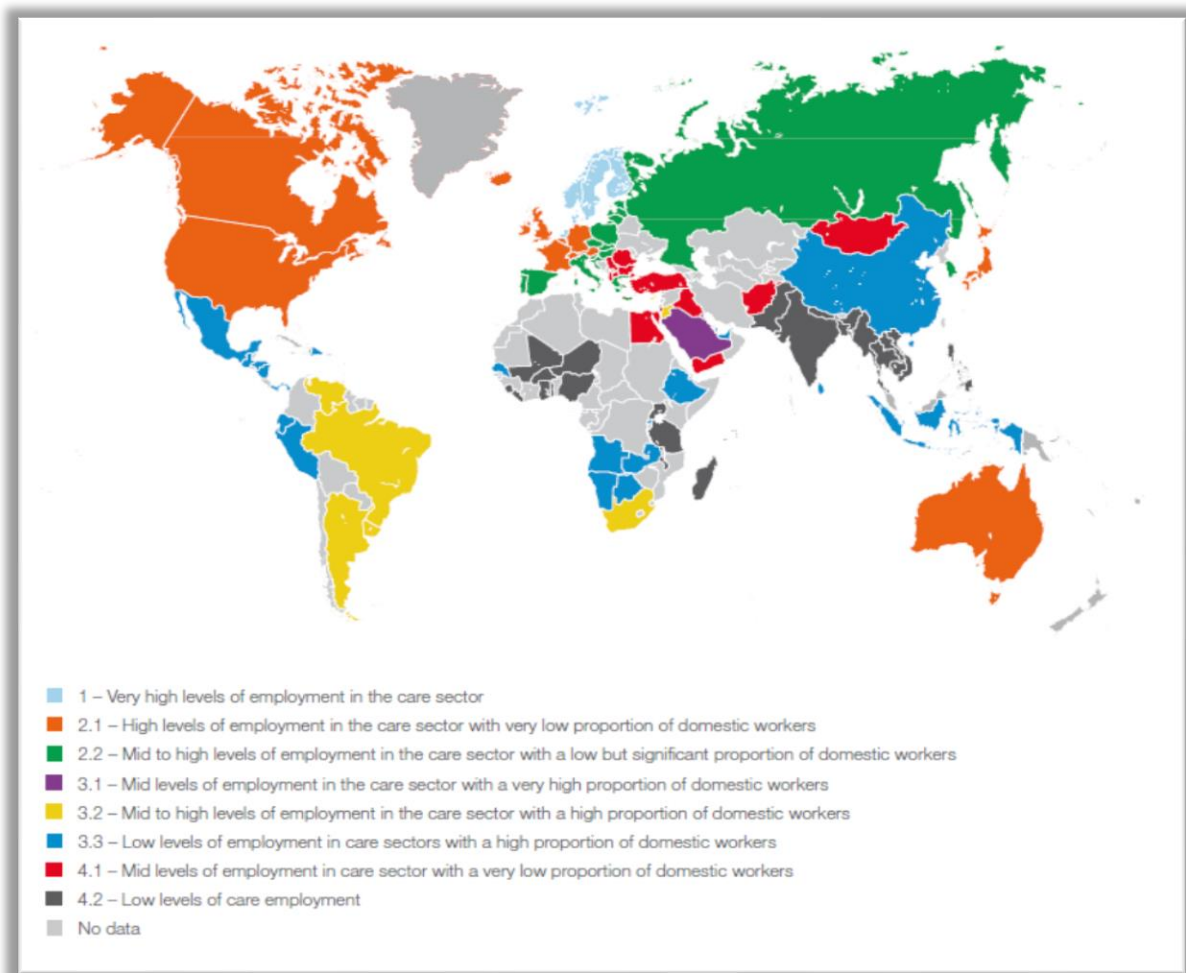 1 – Very high levels of employment in the care sector
2.1 – High levels of employment in the care sector with very low proportion of domestic workers
2.2 – Mid to high levels of employment in the care sector with a low but significant proportion of domestic workers
3.1 – Mid levels of employment in the care sector with a very high proportion of domestic workers
3.2 – Mid to high levels of employment in the care sector with a high proportion of domestic workers
3.3 – Low levels of employment in care sectors with a high proportion of domestic workers
4.1 – Mid levels of employment in care sector with a very low proportion of domestic workers
4.2 – Low levels of care employment
No data